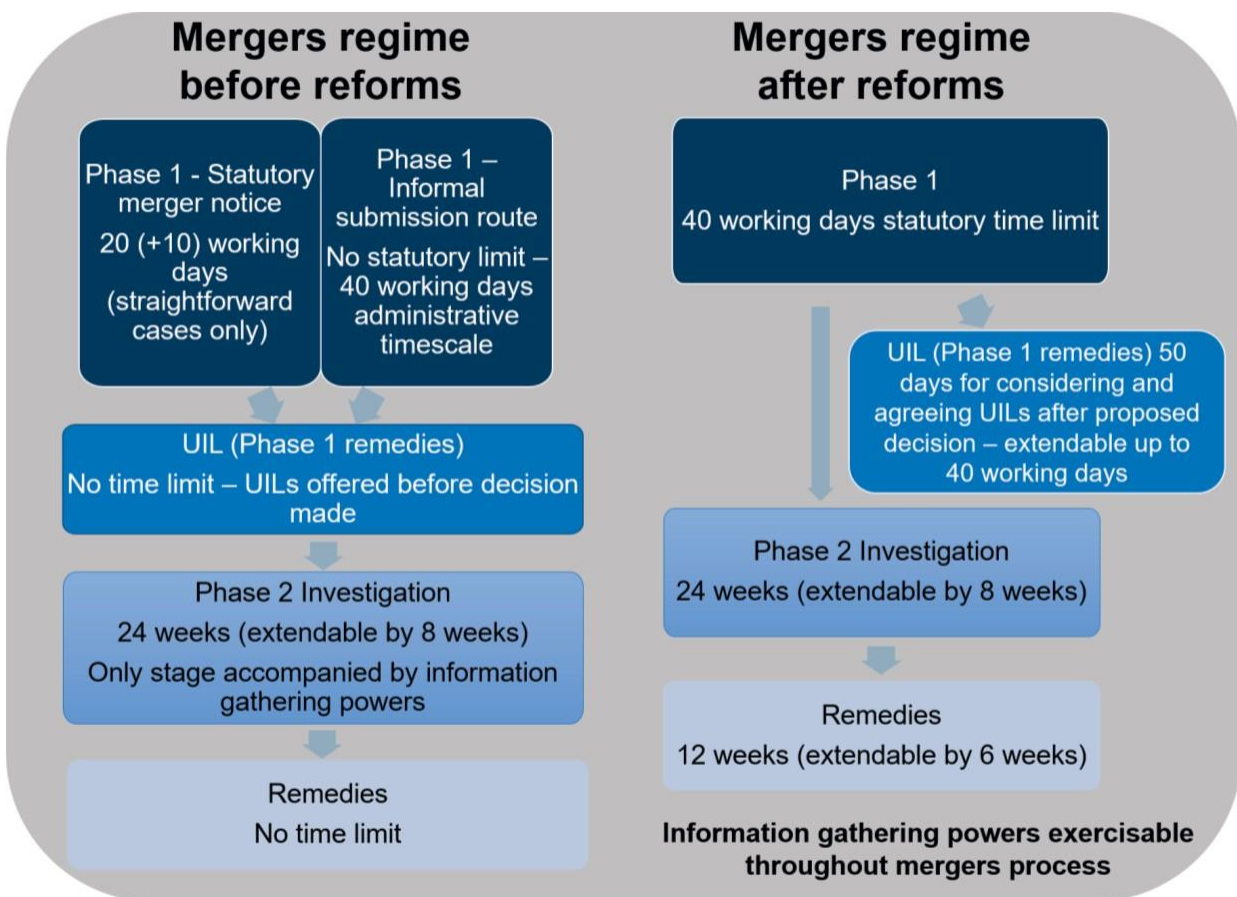 Mergers regime
before reforms
Phase 1 - Statutory
merger notice
20 (+10) working
days
(straightforward
cases only)
Phase 1 –
Informal
submission route
No statutory limit –
40 working days
administrative
timescale
UIL (Phase 1 remedies)
No time limit – UILs offered before decision
made
Phase 2 Investigation
24 weeks (extendable by 8 weeks)
Only stage accompanied by information
gathering powers
Remedies
No time limit
Mergers regime
after reforms
Phase 1
40 working days statutory time limit
UIL (Phase 1 remedies) 50
days for considering and
agreeing UILs after proposed
decision – extendable up to
40 working days
Phase 2 Investigation
24 weeks (extendable by 8 weeks)
Remedies
12 weeks (extendable by 6 weeks)
Information gathering powers exercisable
throughout mergers process